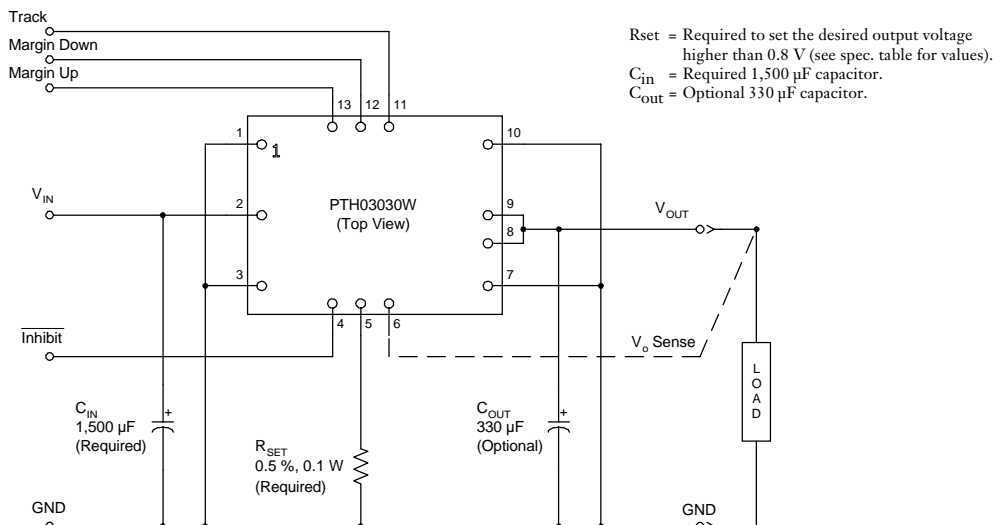 Track
Margin Down
Margin Up
Rset = Required to set the desired output voltage
higher than 0.8 V (see spec. table for values).
Cin = Required 1,500 µF capacitor.
Cout = Optional 330 µF capacitor.
13 12 11
1
1
10
VIN
2
PTH03030W
(Top View)
9
8
VOUT
3
7
4 5 6
Inhibit
Vo Sense
LOAD
CIN
1,500 µF
(Required)
+
RSET
0.5 %, 0.1 W
(Required)
COUT
330 µF
(Optional)
+
GND
GND